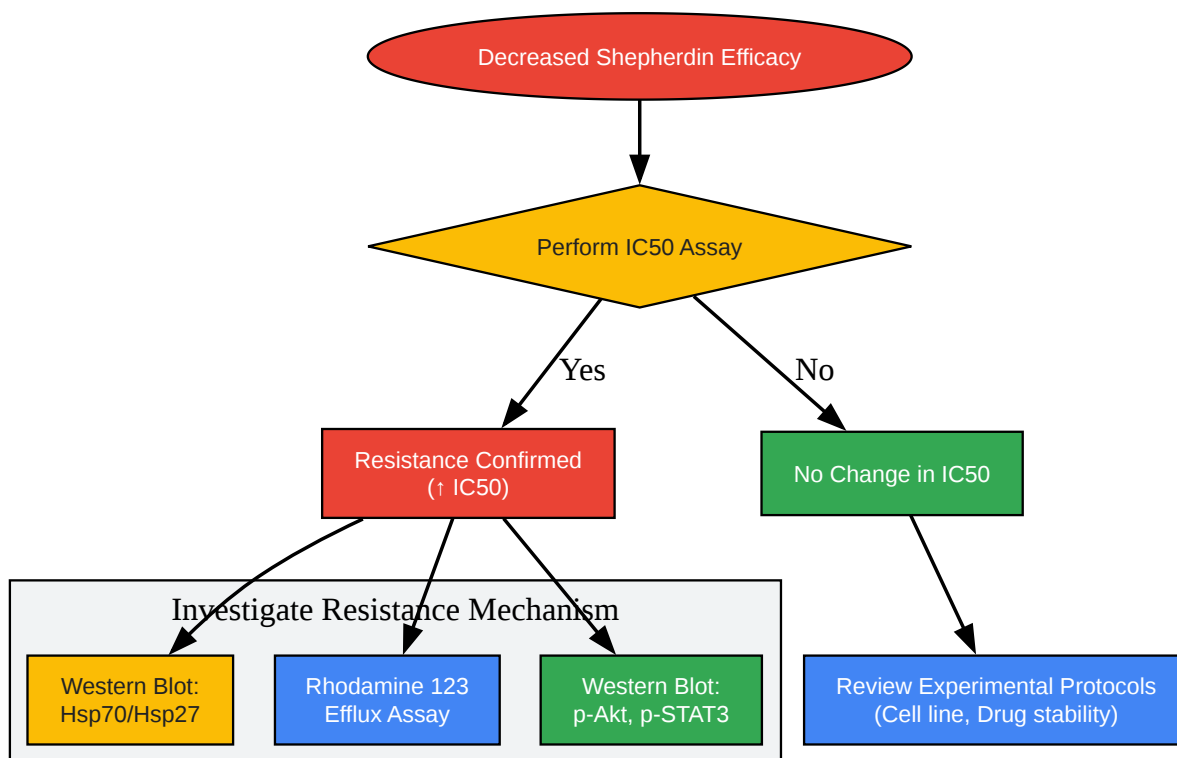 Decreased Shepherdin Efficacy
Perform IC50 Assay
Yes
No
Resistance Confirmed
(↑ IC50)
No Change in IC50
Investigate Resistance Mechanism
Western Blot:
Hsp70/Hsp27
Rhodamine 123
Efflux Assay
Western Blot:
p-Akt, p-STAT3
Review Experimental Protocols
(Cell line, Drug stability)